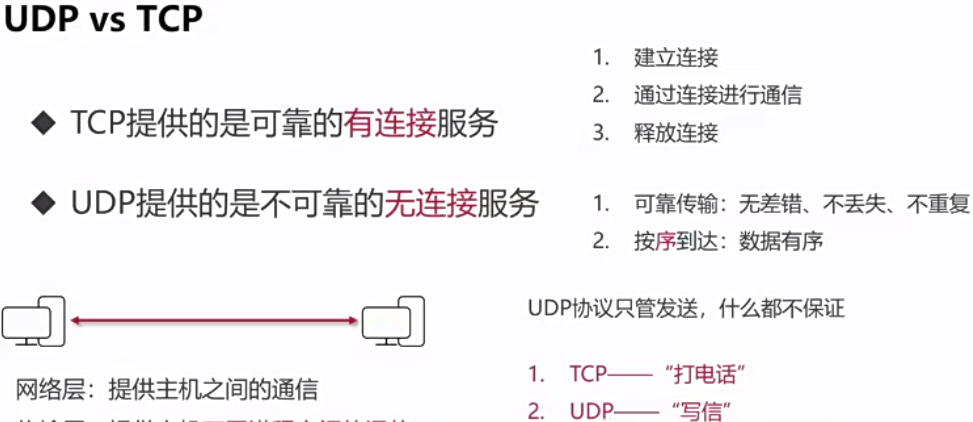 UDP vs TCP
◆ TCP提供的是可靠的有连接服务
◆ UDP提供的是不可靠的无连接服务
1. 建立连接
2. 通过连接进行通信
3. 释放连接
1. 可靠传输：无差错、不丢失、不重复
2. 按序到达：数据有序
网络层：提供主机之间的通信
UDP协议只管发送，什么都不保证
1. TCP——“打电话”
2. UDP——“写信”